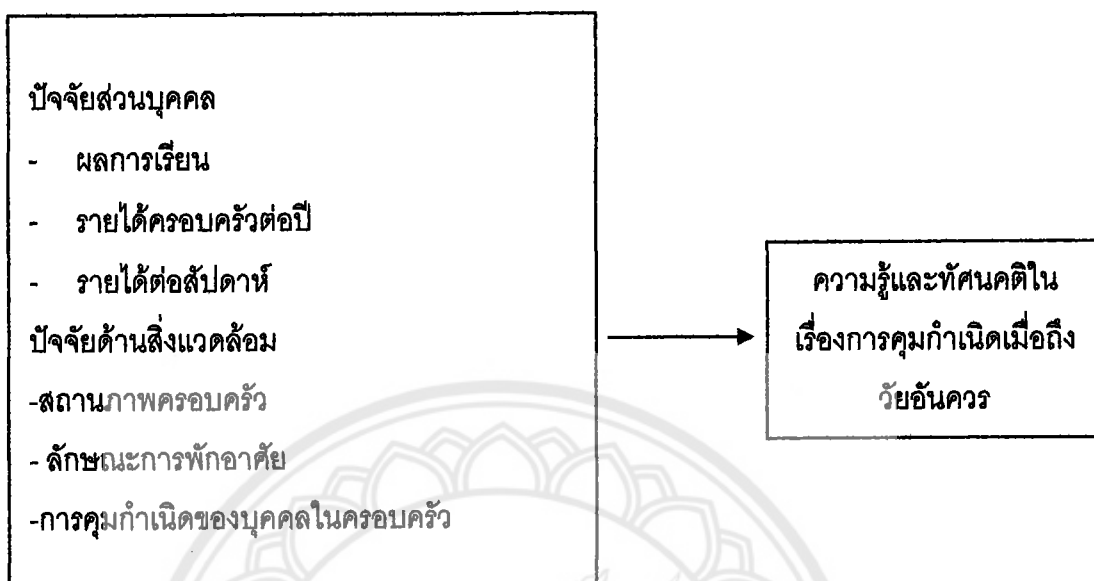 ปัจจัยส่วนบุคคล
- ผลการเรียน
- รายได้ครอบครัวต่อปี
- รายได้ต่อสัปดาห์
ปัจจัยด้านสิ่งแวดล้อม
-สถานภาพครอบครัว
- ลักษณะการพักอาศัย
-การคุมกำเนิดของบุคคลในครอบครัว
ความรู้และทัศนคติใน
เรื่องการคุมกำเนิดเมื่อถึง
วัยอันควร